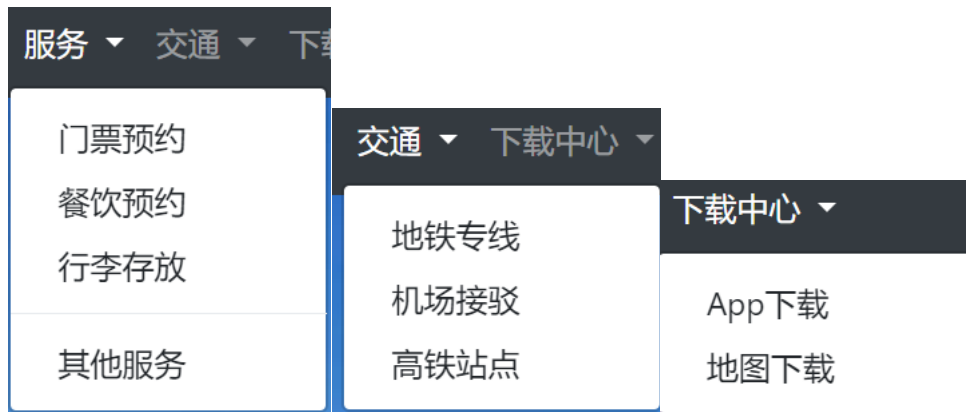 服务 交通
门票预约
餐饮预约
行李存放
其他服务
交通 下载中心
地铁专线
机场接驳
高铁站点
下载中心
App下载
地图下载